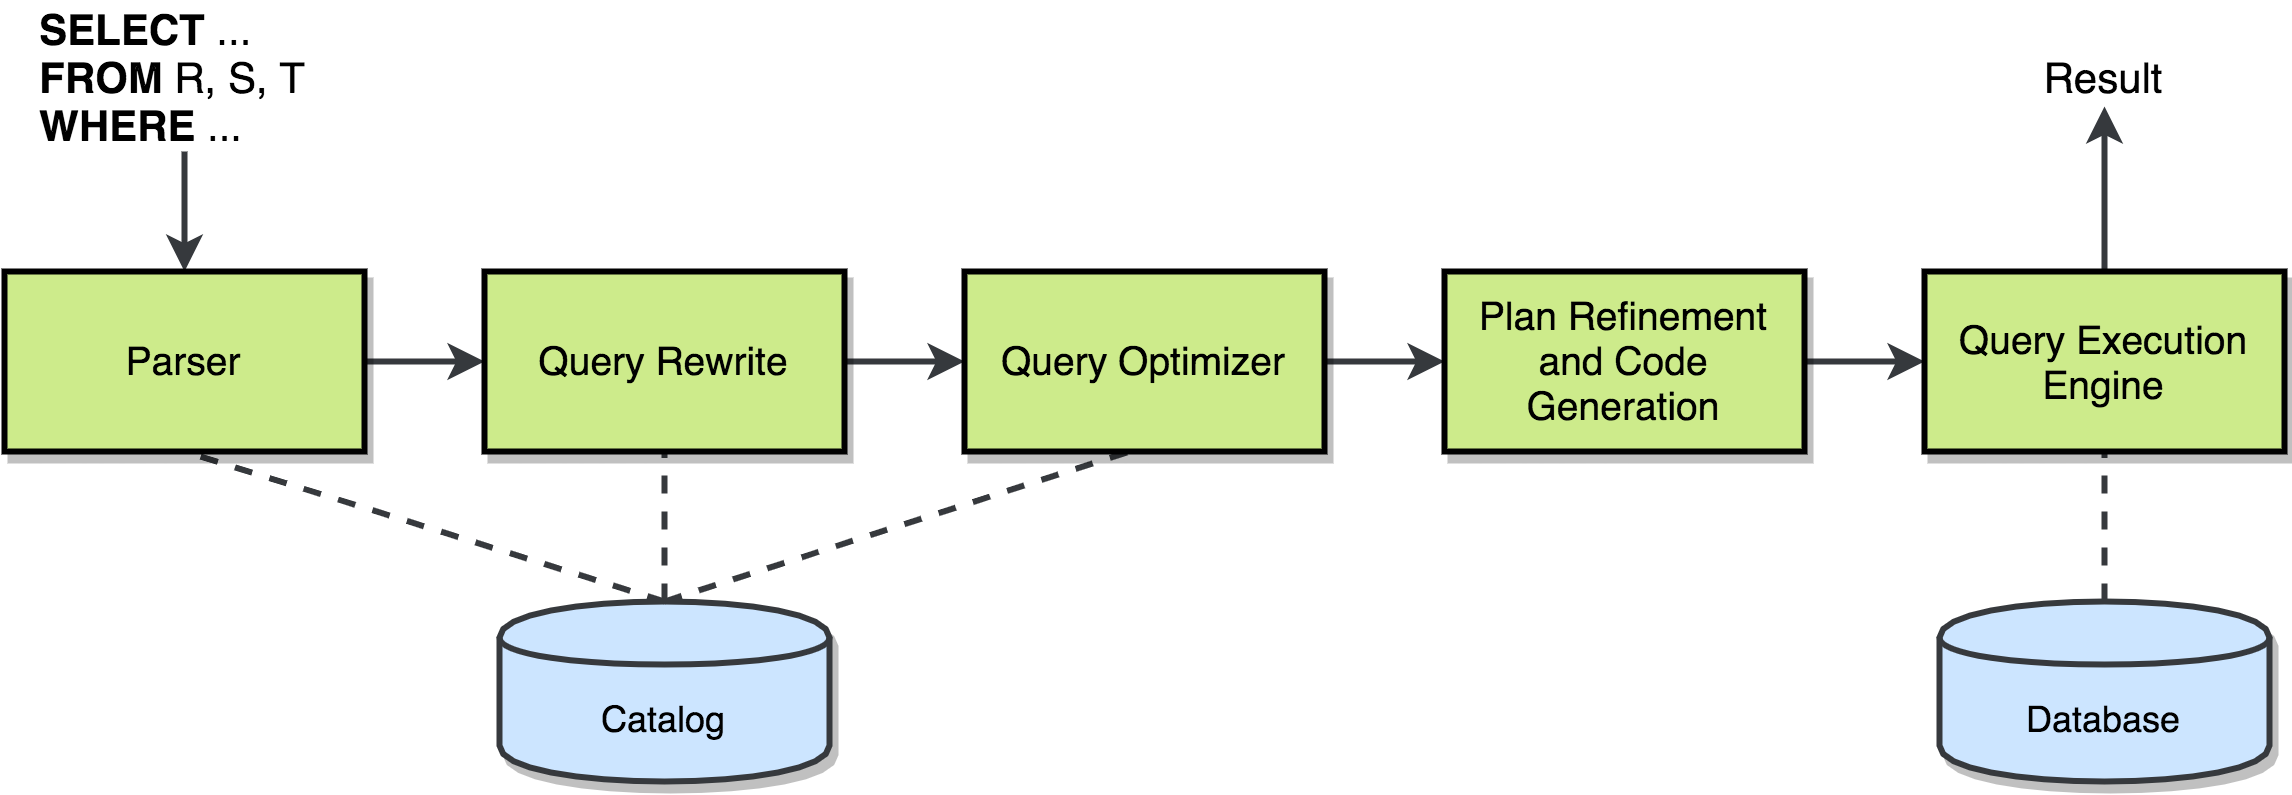 SELECT ...
FROM R, S, T
WHERE ...
Result
Parser
Query Rewrite
Query Optimizer
Plan Refinement
and Code
Generation
Query Execution
Engine
Catalog
Database